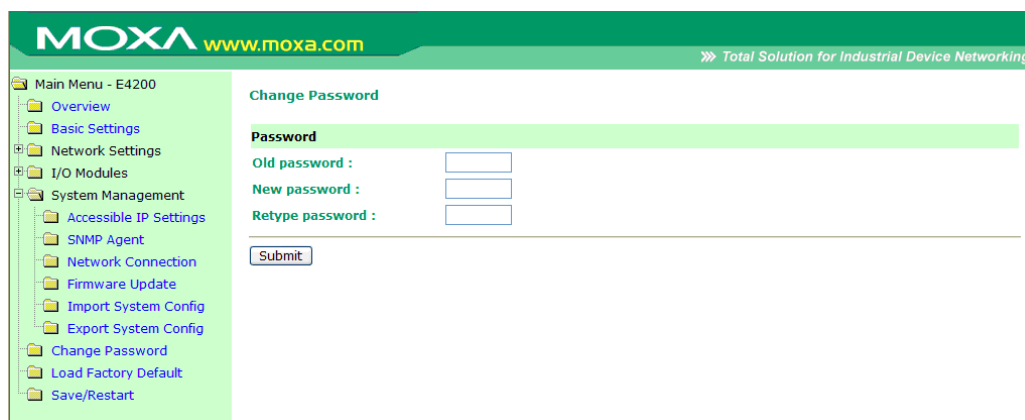 MOXA www.moxa.com
Total Solution for Industrial Device Networking
Main Menu - E4200
Overview
Basic Settings
Network Settings
I/O Modules
System Management
Accessible IP Settings
SNMP Agent
Network Connection
Firmware Update
Import System Config
Export System Config
Change Password
Load Factory Default
Save/Restart
Change Password
Password
Old password :
New password :
Retype password :
Submit